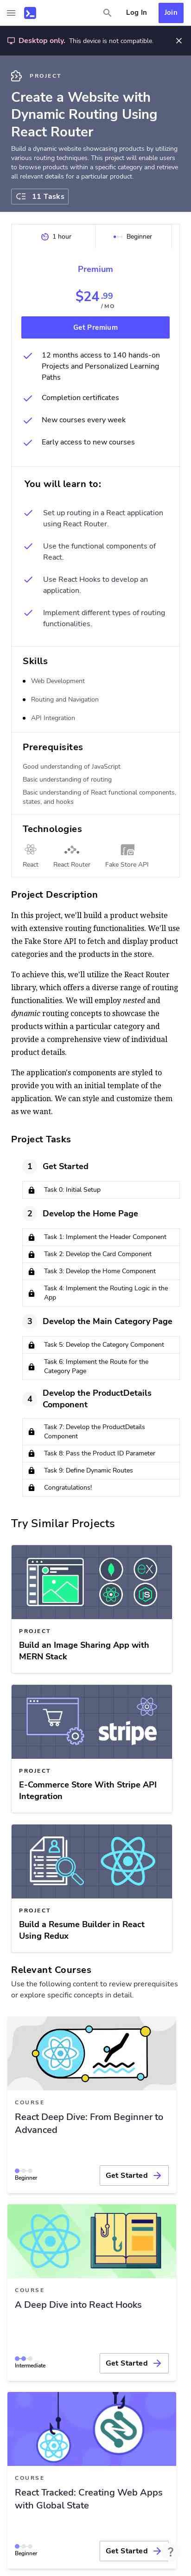 Log In
Join
Desktop only. This device is not compatible.
PROJECT
Create a Website with
Dynamic Routing Using
React Router
Build a dynamic website showcasing products by utilizing
various routing techniques. This project will enable users
to browse products within a specific category and retrieve
all relevant details for a particular product.
11 Tasks
1 hour
Beginner
Premium
$24.99
/MO
Get Premium
12 months access to 140 hands-on
Projects and Personalized Learning
Paths
Completion certificates
New courses every week
Early access to new courses
You will learn to:
Set up routing in a React application
using React Router.
Use the functional components of
React.
Use React Hooks to develop an
application.
Implement different types of routing
functionalities.
Skills
Web Development
Routing and Navigation
API Integration
Prerequisites
Good understanding of JavaScript
Basic understanding of routing
Basic understanding of React functional components,
states, and hooks
Technologies
React
React Router
Fake Store API
Project Description
In this project, we'll build a product website
with extensive routing functionalities. We'll use
the Fake Store API to fetch and display product
categories and the products in the store.
To achieve this, we'll utilize the React Router
library, which offers a diverse range of routing
functionalities. We will employ nested and
dynamic routing concepts to showcase the
products within a particular category and
provide a comprehensive view of individual
product details.
The application's components are styled to
provide you with an initial template of the
application. We can style and customize them
as we want.
Project Tasks
1
Get Started
Task 0: Initial Setup
2
Develop the Home Page
Task 1: Implement the Header Component
Task 2: Develop the Card Component
Task 3: Develop the Home Component
Task 4: Implement the Routing Logic in the
App
3
Develop the Main Category Page
Task 5: Develop the Category Component
Task 6: Implement the Route for the
Category Page
4
Develop the ProductDetails
Component
Task 7: Develop the ProductDetails
Component
Task 8: Pass the Product ID Parameter
Task 9: Define Dynamic Routes
Congratulations!
Try Similar Projects
PROJECT
Build an Image Sharing App with
MERN Stack
stripe
PROJECT
E-Commerce Store With Stripe API
Integration
PROJECT
Build a Resume Builder in React
Using Redux
Relevant Courses
Use the following content to review prerequisites
or explore specific concepts in detail.
COURSE
React Deep Dive: From Beginner to
Advanced
Beginner
Get Started
COURSE
A Deep Dive into React Hooks
Intermediate
Get Started
COURSE
React Tracked: Creating Web Apps
with Global State
Beginner
Get Started
?